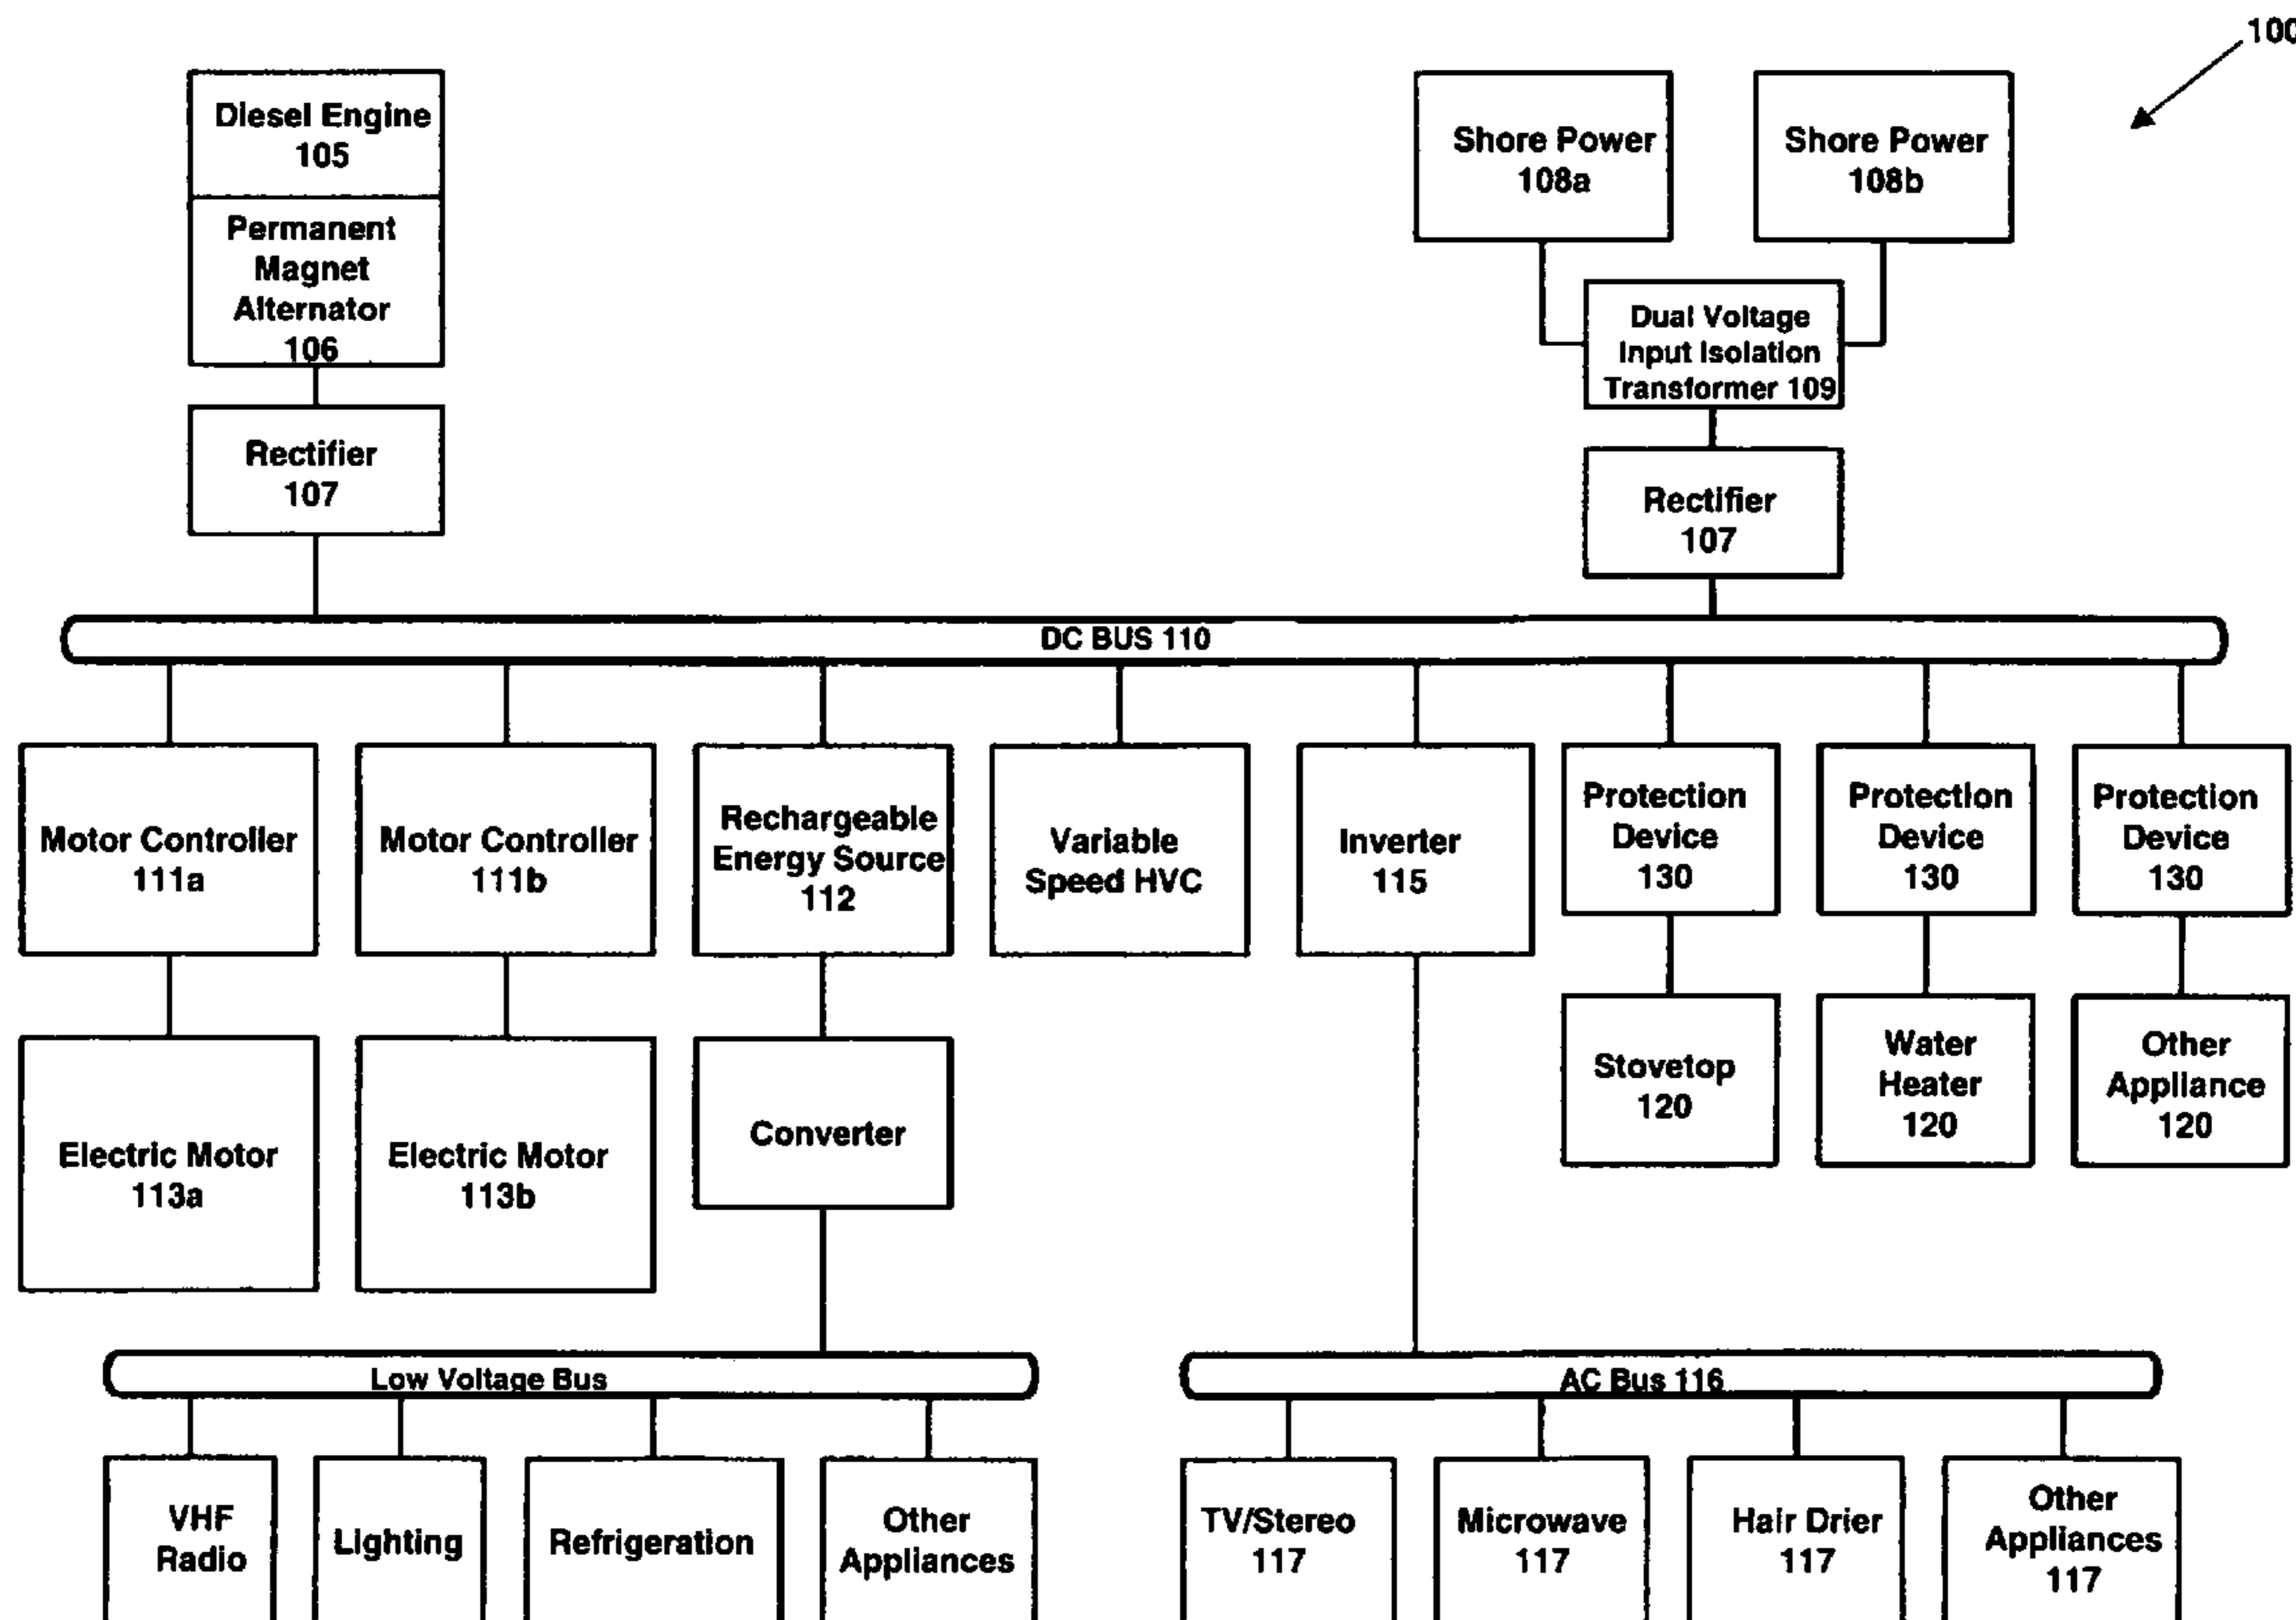 100
Diesel Engine
105
Permanent
Magnet
Alternator
106
Rectifier
107
Shore Power
108a
Shore Power
108b
Dual Voltage
Input Isolation
Transformer 109
Rectifier
107
DC BUS 110
Motor Controller
111a
Motor Controller
111b
Rechargeable
Energy Source
112
Variable
Speed HVC
Inverter
115
Protection
Device
130
Protection
Device
130
Protection
Device
130
Electric Motor
113a
Electric Motor
113b
Converter
Stovetop
120
Water
Heater
120
Other
Appliance
120
Low Voltage Bus
AC Bus 116
VHF
Radio
Lighting
Refrigeration
Other
Appliances
TV/Stereo
117
Microwave
117
Hair Drier
117
Other
Appliances
117